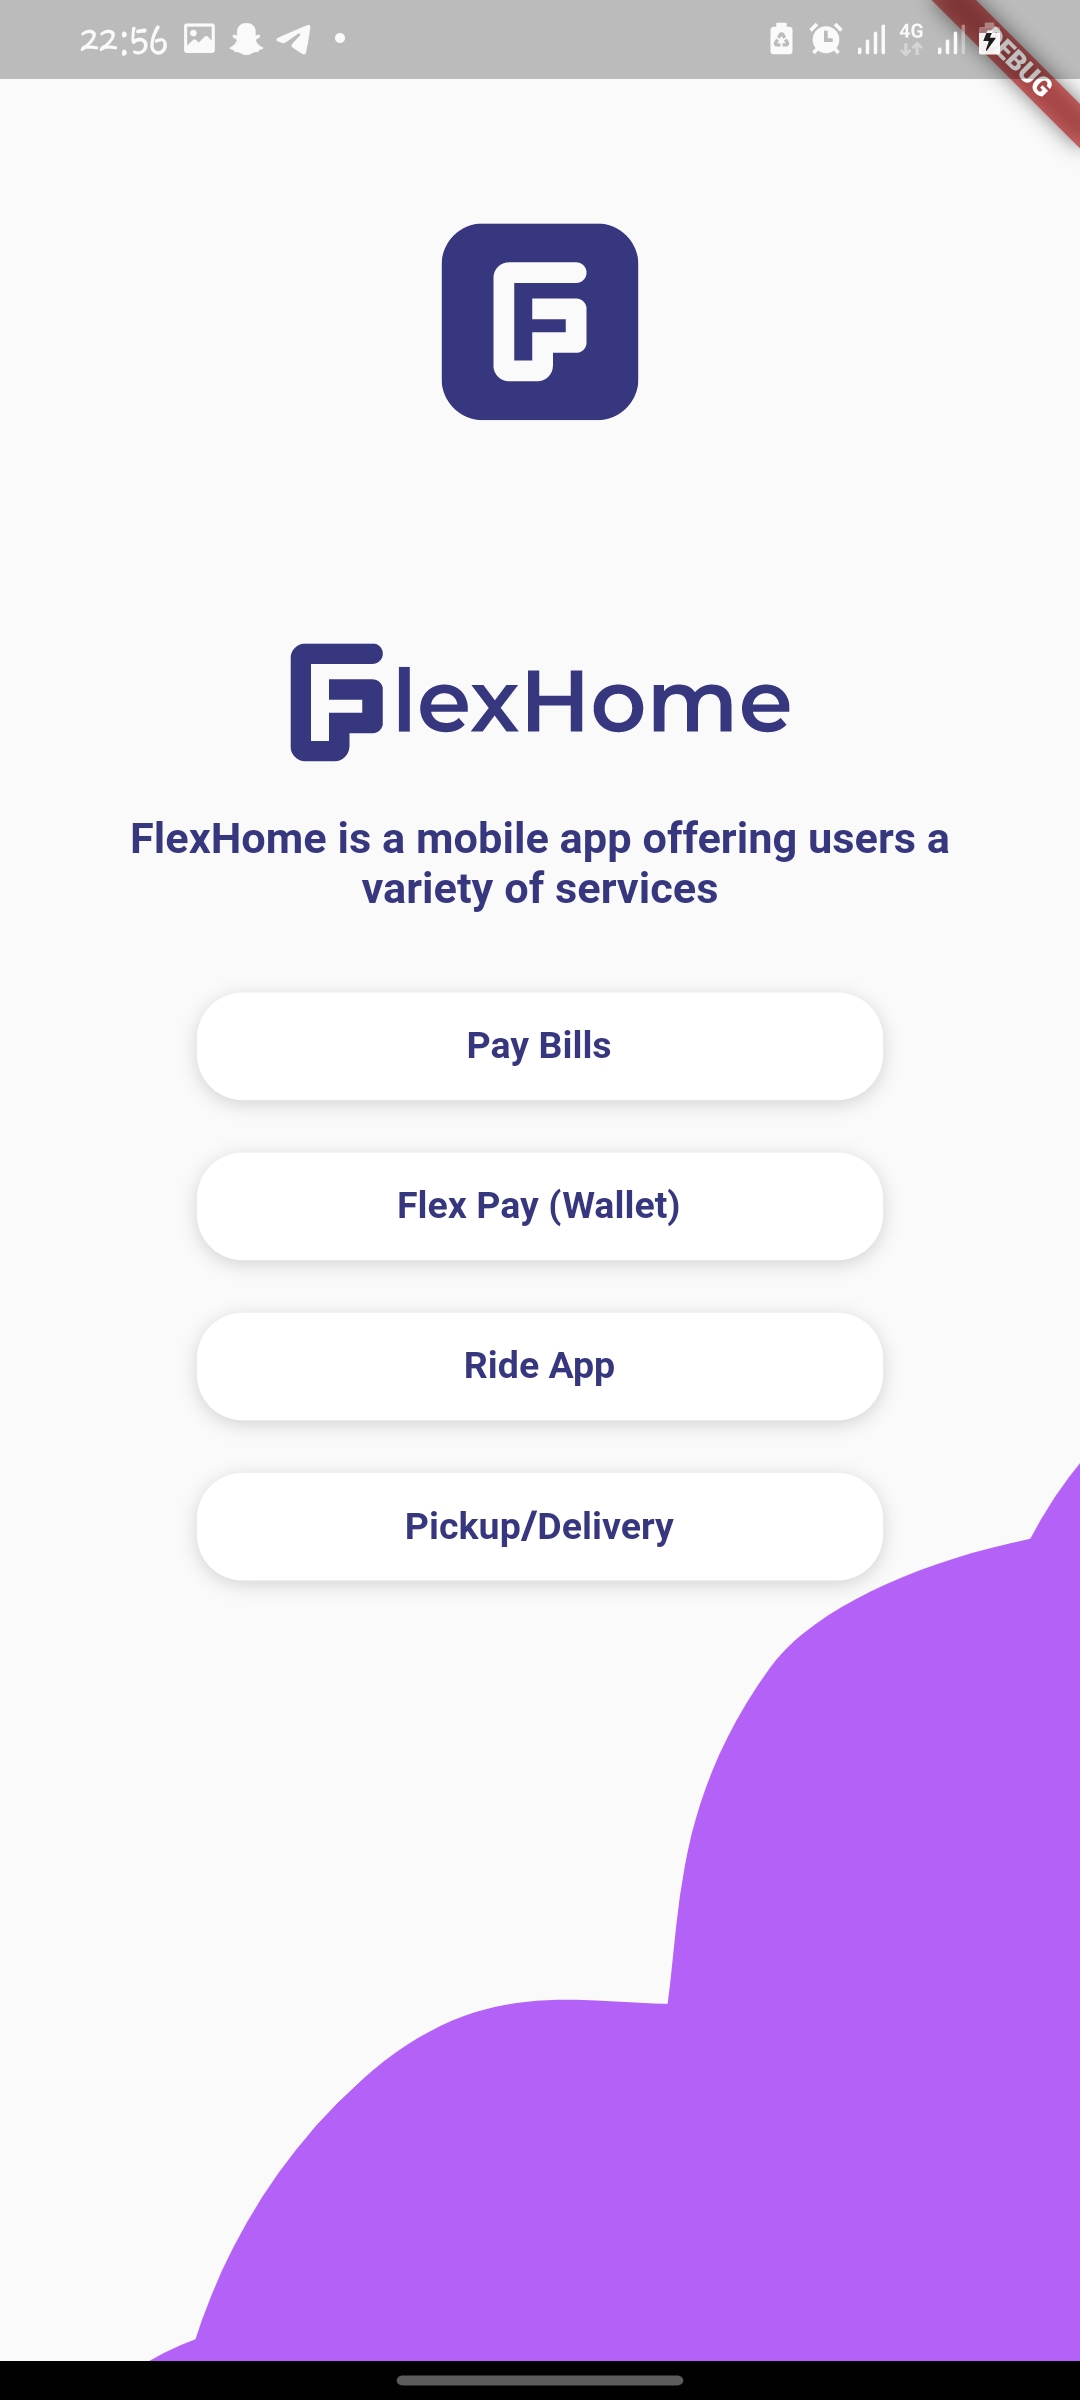 22:56
4G
EBUG
FlexHome
FlexHome is a mobile app offering users a
variety of services
Pay Bills
Flex Pay (Wallet)
Ride App
Pickup/Delivery